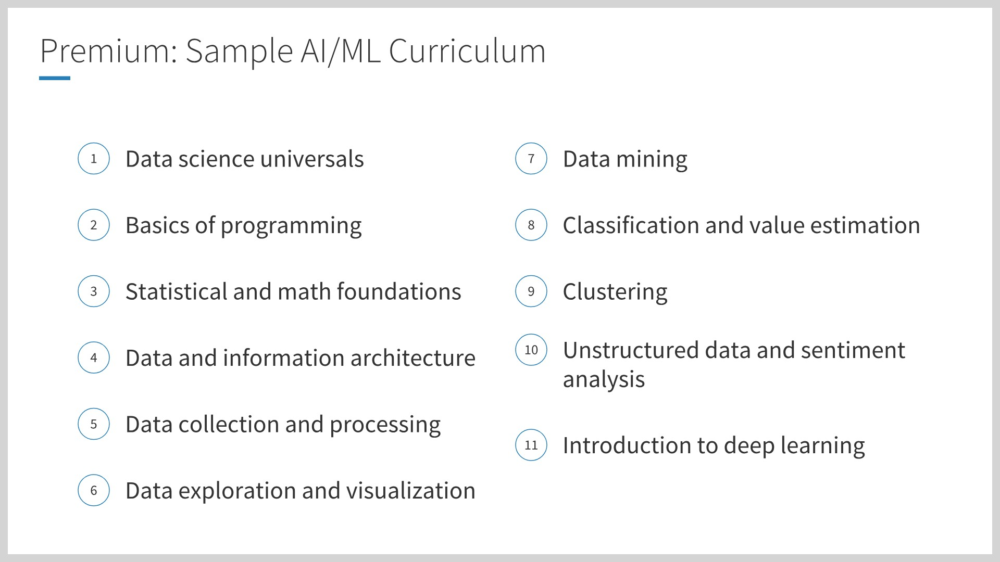 Premium: Sample AI/ML Curriculum
1 Data science universals
2 Basics of programming
3 Statistical and math foundations
4 Data and information architecture
5 Data collection and processing
6 Data exploration and visualization
7 Data mining
8 Classification and value estimation
9 Clustering
10 Unstructured data and sentiment
analysis
11 Introduction to deep learning